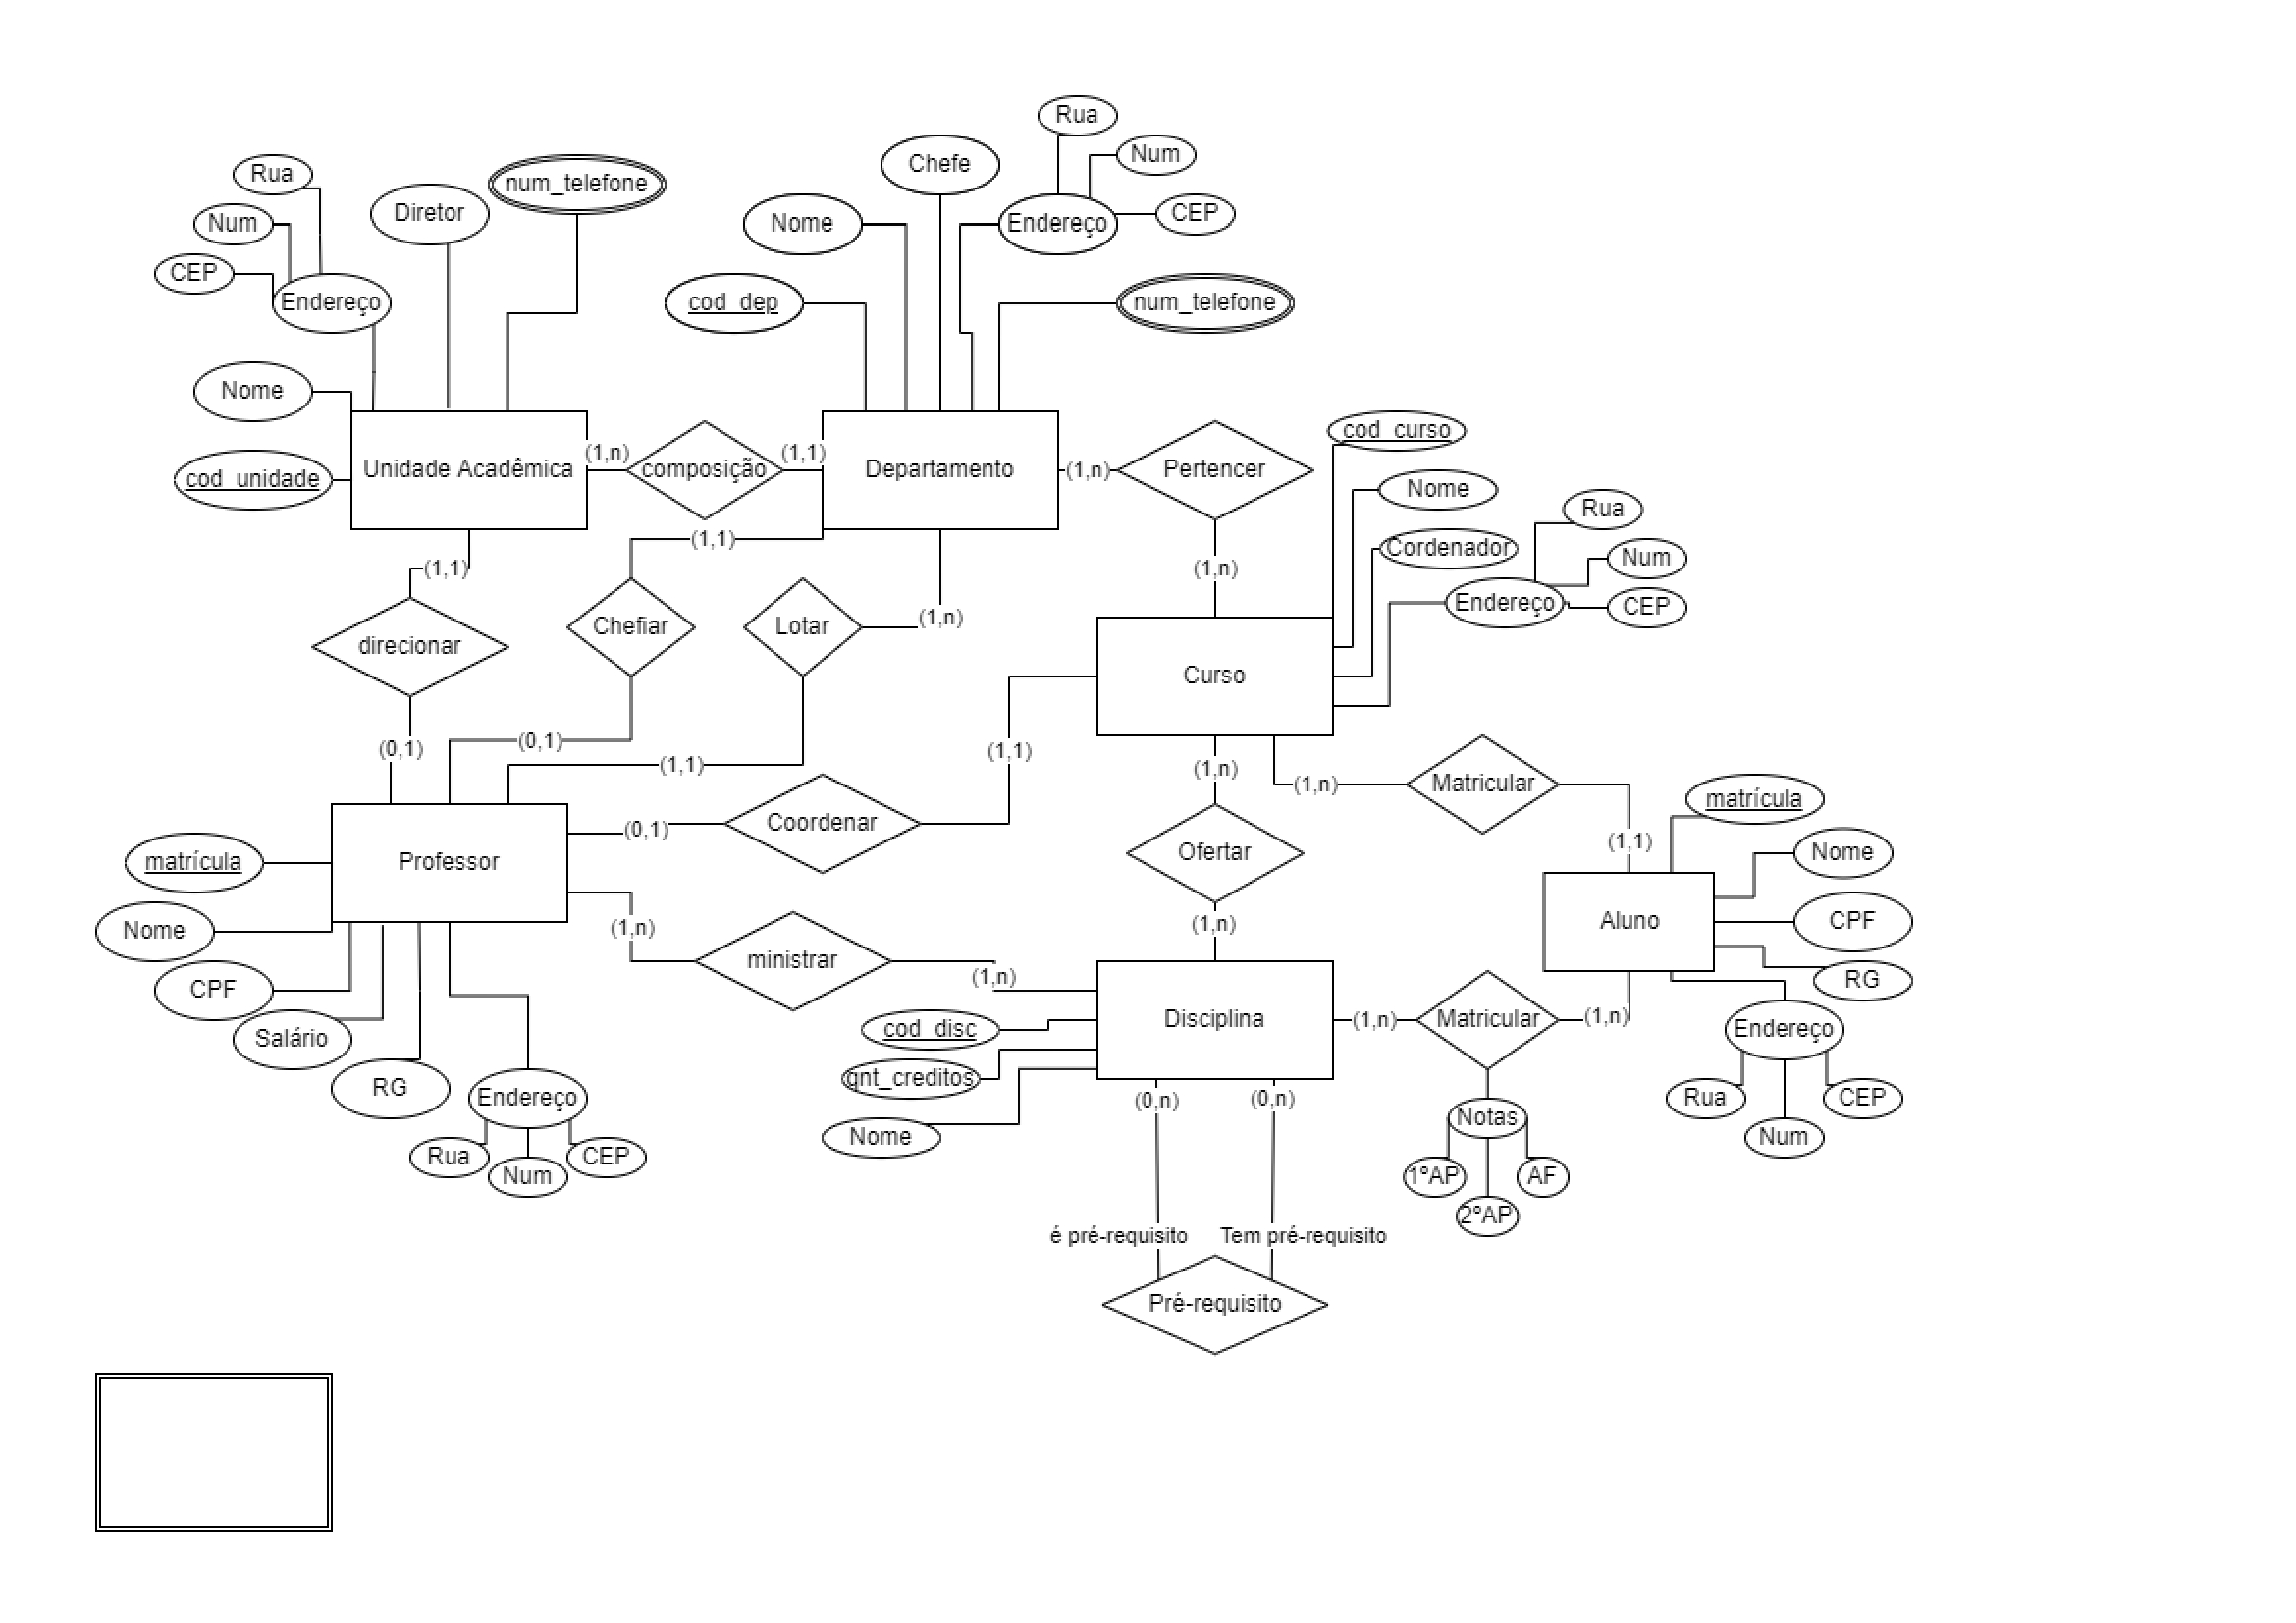 Rua
Chefe
Num
Rua
num_telefone
Diretor
Nome
Endereço
CEP
Num
CEP
Endereço
cod_dep
num_telefone
Nome
cod_curso
cod_unidade
Unidade Acadêmica
(1,n)
composição
(1,1)
Departamento
(1,n)
Pertencer
Nome
Rua
(1,1)
Cordenador
Num
(1,1)
(1,n)
Endereço
CEP
direcionar
Chefiar
Lotar
(1,n)
Curso
(0,1)
(0,1)
(1,1)
(1,1)
(1,n)
(1,n)
Matricular
matrícula
(0,1)
Coordenar
Ofertar
(1,1)
Nome
matrícula
Professor
Nome
(1,n)
(1,n)
Aluno
CPF
CPF
ministrar
(1,n)
RG
Salário
cod_disc
Disciplina
(1,n)
Matricular
(1,n)
Endereço
RG
Endereço
qnt_creditos
(0,n)
(0,n)
Notas
Rua
CEP
Nome
Num
Rua
Num
CEP
1ºAP
AF
2ºAP
é pré-requisito
Tem pré-requisito
Pré-requisito